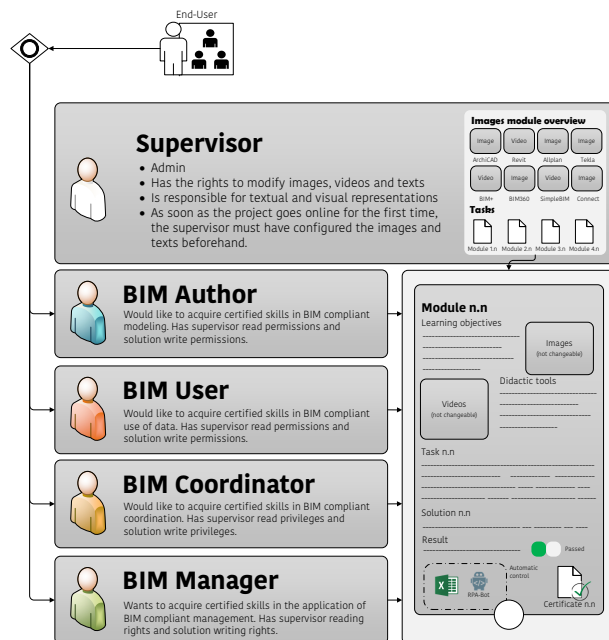 End-User
Supervisor
• Admin
• Has the rights to modify images, videos and texts
• Is responsible for textual and visual representations
• As soon as the project goes online for the first time,
the supervisor must have configured the images and
texts beforehand.
Images module overview
Image Video Image Image
ArchiCAD Revit Allplan Tekla
Video Image Video Image
BIM+ BIM360 SimpleBIM Connect
Tasks
Module 1.n Module 2.n Module 3.n Module 4.n
BIM Author
Would like to acquire certified skills in BIM compliant
modeling. Has supervisor read permissions and
solution write permissions.
BIM User
Would like to acquire certified skills in BIM compliant
use of data. Has supervisor read permissions and
solution write permissions.
BIM Coordinator
Would like to acquire certified skills in BIM compliant
coordination. Has supervisor read privileges and
solution write privileges.
BIM Manager
Wants to acquire certified skills in the application of
BIM compliant management. Has supervisor reading
rights and solution writing rights.
Module n.n
Learning objectives
Images
(not changeable)
Didactic tools
Videos
(not changeable)
Task n.n
Solution n.n
Result
Passed
Automatic
control
X
RPA-Bot
Certificate n.n